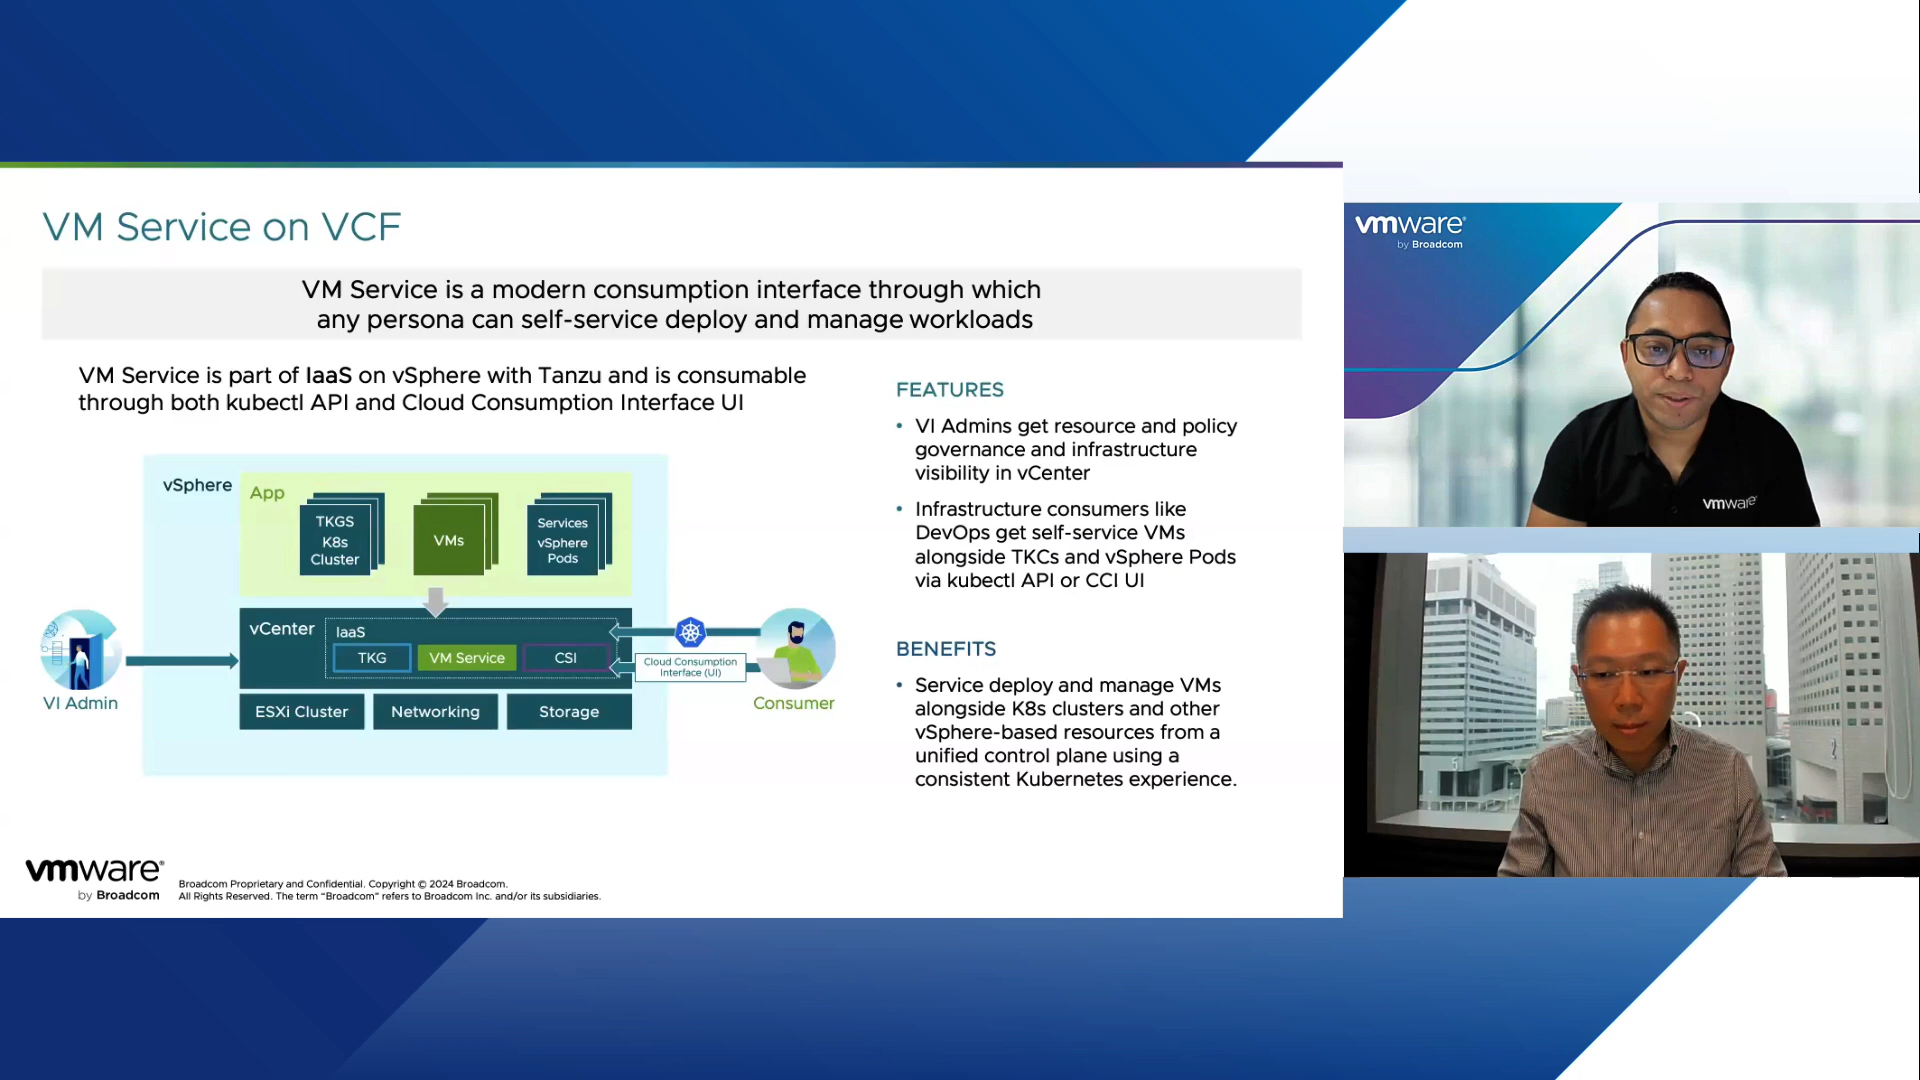 VM Service on VCF
VM Service is a modern consumption interface through which
any persona can self-service deploy and manage workloads
VM Service is part of IaaS on vSphere with Tanzu and is consumable
through both kubectl API and Cloud Consumption Interface UI
vSphere
App
TKGS
K8s
Cluster
VMs
Services
vSphere
Pods
vCenter
IaaS
TKG
VM Service
CSI
Cloud Consumption
Interface (UI)
VI Admin
Consumer
ESXi Cluster
Networking
Storage
FEATURES
• VI Admins get resource and policy
governance and infrastructure
visibility in vCenter
• Infrastructure consumers like
DevOps get self-service VMs
alongside TKCs and vSphere Pods
via kubectl API or CCI UI
BENEFITS
• Service deploy and manage VMs
alongside K8s clusters and other
vSphere-based resources from a
unified control plane using a
consistent Kubernetes experience.
vmware®
by Broadcom
Broadcom Proprietary and Confidential. Copyright © 2024 Broadcom.
All Rights Reserved. The term “Broadcom” refers to Broadcom Inc. and/or its subsidiaries.
vmware®
by Broadcom
vmware®